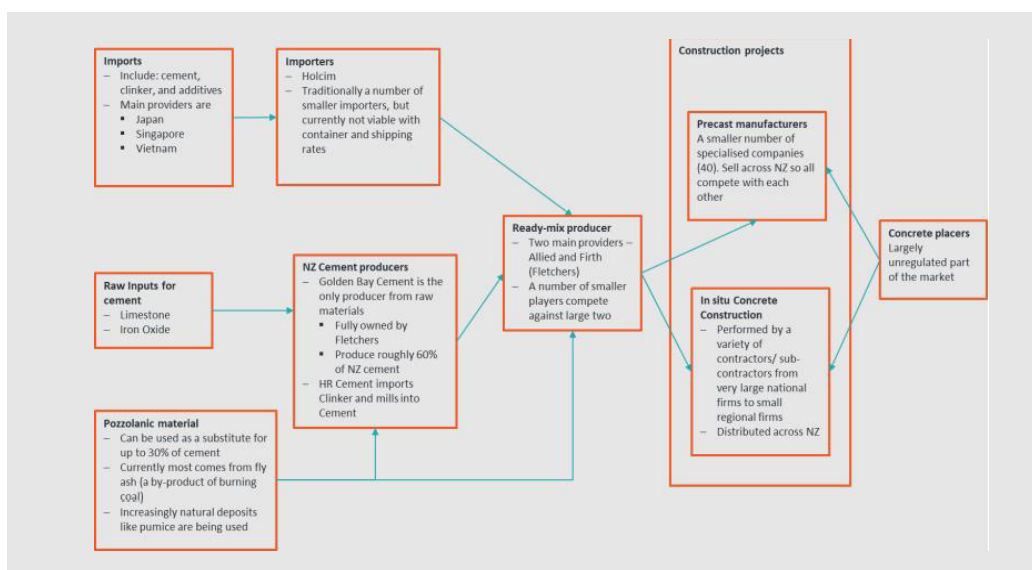 Imports
– Include: cement,
clinker, and additives
– Main providers are
▪ Japan
▪ Singapore
▪ Vietnam
Importers
– Holcim
– Traditionally a number of
smaller importers, but
currently not viable with
container and shipping
rates
Construction projects
Precast manufacturers
A smaller number of
specialised companies
(40). Sell across NZ so all
compete with each
other
Ready-mix producer
– Two main providers –
Allied and Firth
(Fletchers)
– A number of smaller
players compete
against large two
Concrete placers
Largely
unregulated part
of the market
Raw Inputs for
cement
– Limestone
– Iron Oxide
NZ Cement producers
– Golden Bay Cement is the
only producer from raw
materials
▪ Fully owned by
Fletchers
▪ Produce roughly 60%
of NZ cement
– HR Cement imports
Clinker and mills into
Cement
In situ Concrete
Construction
– Performed by a
variety of
contractors/ sub-
contractors from
very large national
firms to small
regional firms
– Distributed across NZ
Pozzolanic material
– Can be used as a substitute for
up to 30% of cement
– Currently most comes from fly
ash (a by-product of burning
coal)
– Increasingly natural deposits
like pumice are being used